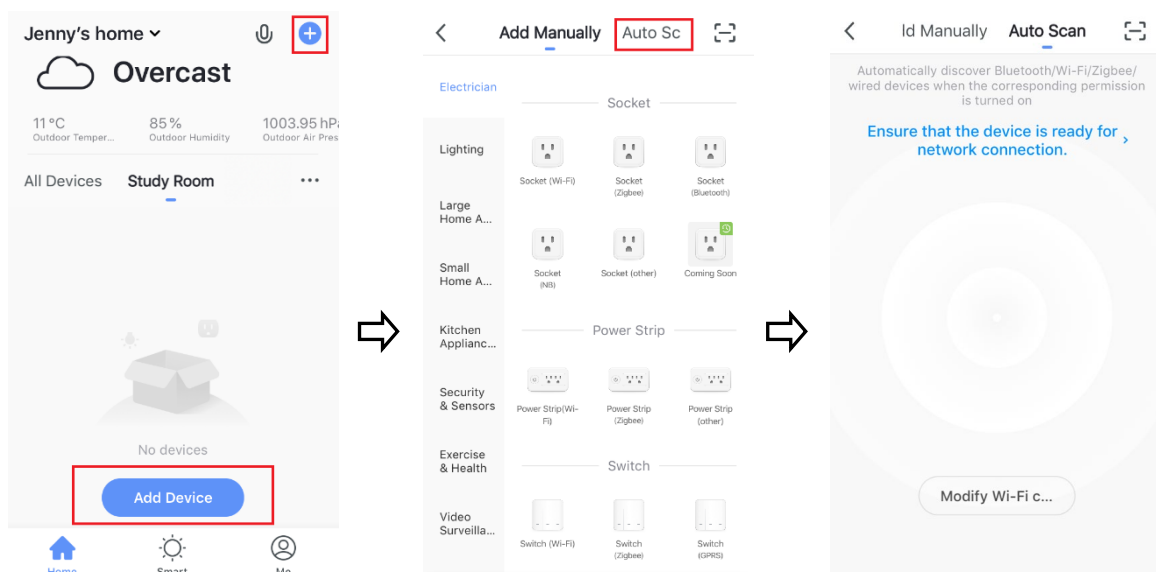 Jenny's home
Overcast
11 °C
85 %
1003.95 hPa
Outdoor Temper...
Outdoor Humidity
Outdoor Air Pres
All Devices
Study Room
...
No devices
Add Device
Home
Smart
Me
Add Manually
Auto Sc
Electrician
Lighting
Large
Home A...
Small
Home A...
Kitchen
Applianc...
Security
& Sensors
Exercise
& Health
Video
Surveilla...
Socket
Socket (Wi-Fi)
Socket
(Zigbee)
Socket
(Bluetooth)
Socket
(NB)
Socket (other)
Coming Soon
Power Strip
Power Strip(Wi-
Fi)
Power Strip
(Zigbee)
Power Strip
(other)
Switch
Switch (Wi-Fi)
Switch
(Zigbee)
Switch
(GPRS)
ld Manually
Auto Scan
Automatically discover Bluetooth/Wi-Fi/Zigbee/
wired devices when the corresponding permission
is turned on
Ensure that the device is ready for
network connection.
Modify Wi-Fi c...